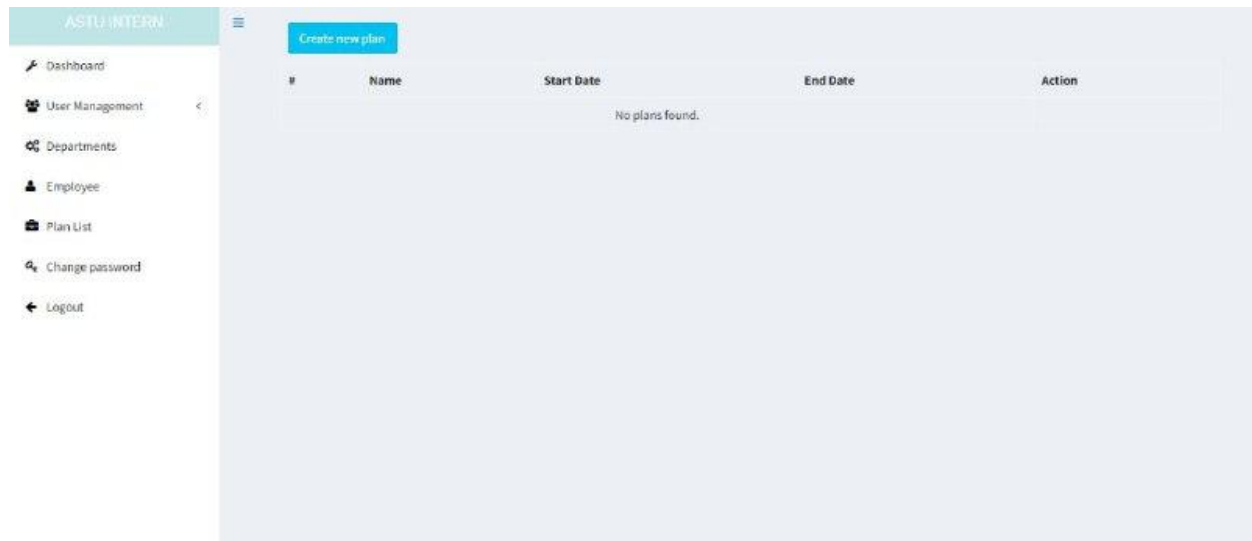 ASTU INTERN
Dashboard
User Management
Departments
Employee
Plan List
Change password
Logout
Create new plan
# Name Start Date End Date Action
No plans found.